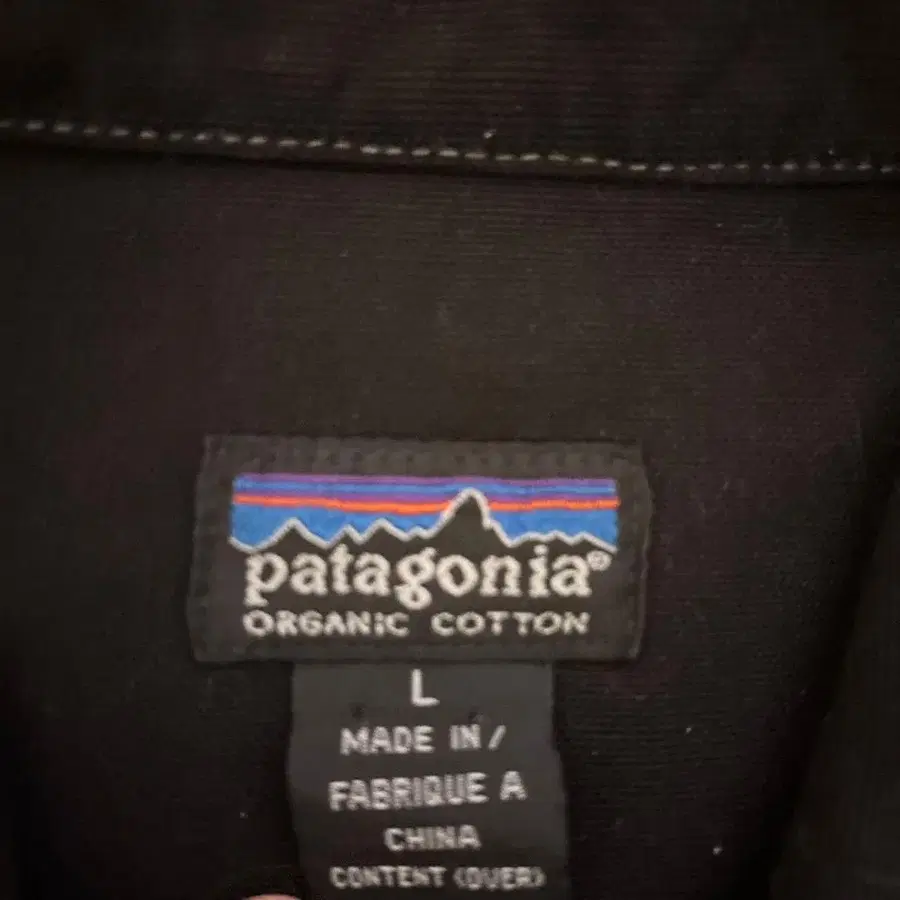 patagonia®
ORGANIC COTTON
L
MADE IN /
FABRIQUE A
CHINA
CONTENT (OVER)